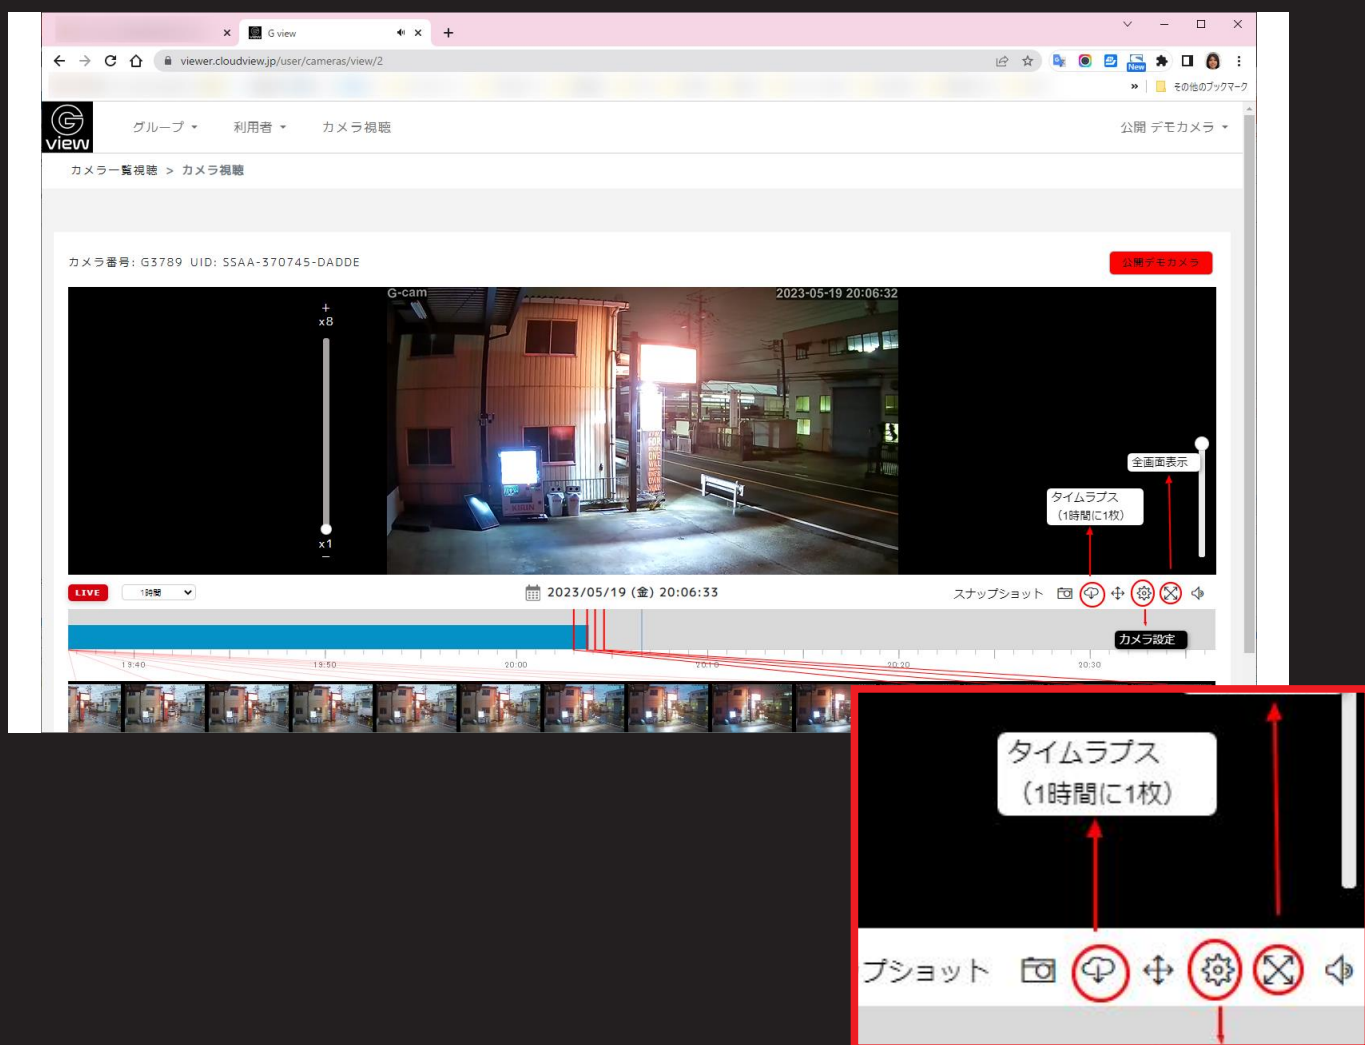 G view
viewer.cloudview.jp/user/cameras/view/2
New
» その他のブックマーク
G view
グループ 利用者 カメラ視聴 公開 デモカメラ
カメラ一覧視聴 > カメラ視聴
カメラ番号: G3789 UID: SSAA-370745-DADDE
公開デモカメラ
G-cam
2023-05-19 20:06:32
+
x8
全画面表示
タイムラプス
（1時間に1枚）
KIRIN
x1
−
LIVE 1時間 2023/05/19 (金) 20:06:33 スナップショット
カメラ設定
19:40 19:50 20:00 20:10 20:20 20:30
タイムラプス
（1時間に1枚）
プショット